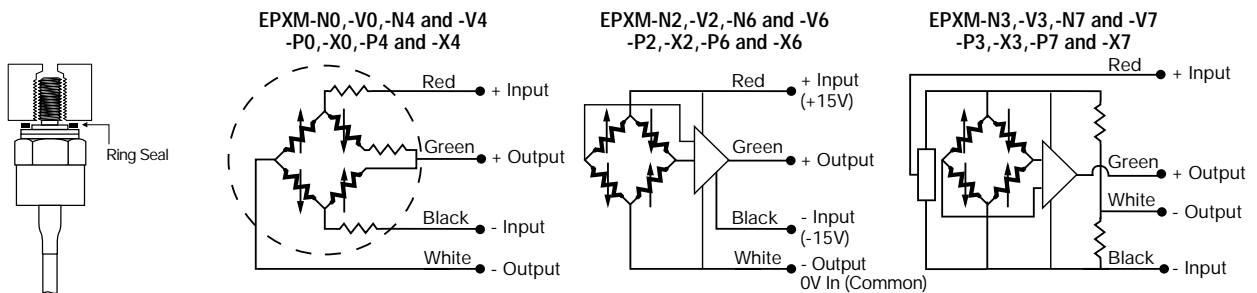 EPXM-N0,-V0,-N4 and -V4
-P0,-X0,-P4 and -X4
Red
+ Input
Green
+ Output
Black
- Input
White
- Output
Ring Seal
EPXM-N2,-V2,-N6 and -V6
-P2,-X2,-P6 and -X6
Red
+ Input
(+15V)
Green
+ Output
Black
- Input
(-15V)
White
- Output
0V In (Common)
EPXM-N3,-V3,-N7 and -V7
-P3,-X3,-P7 and -X7
Red
+ Input
Green
+ Output
White
- Output
Black
- Input